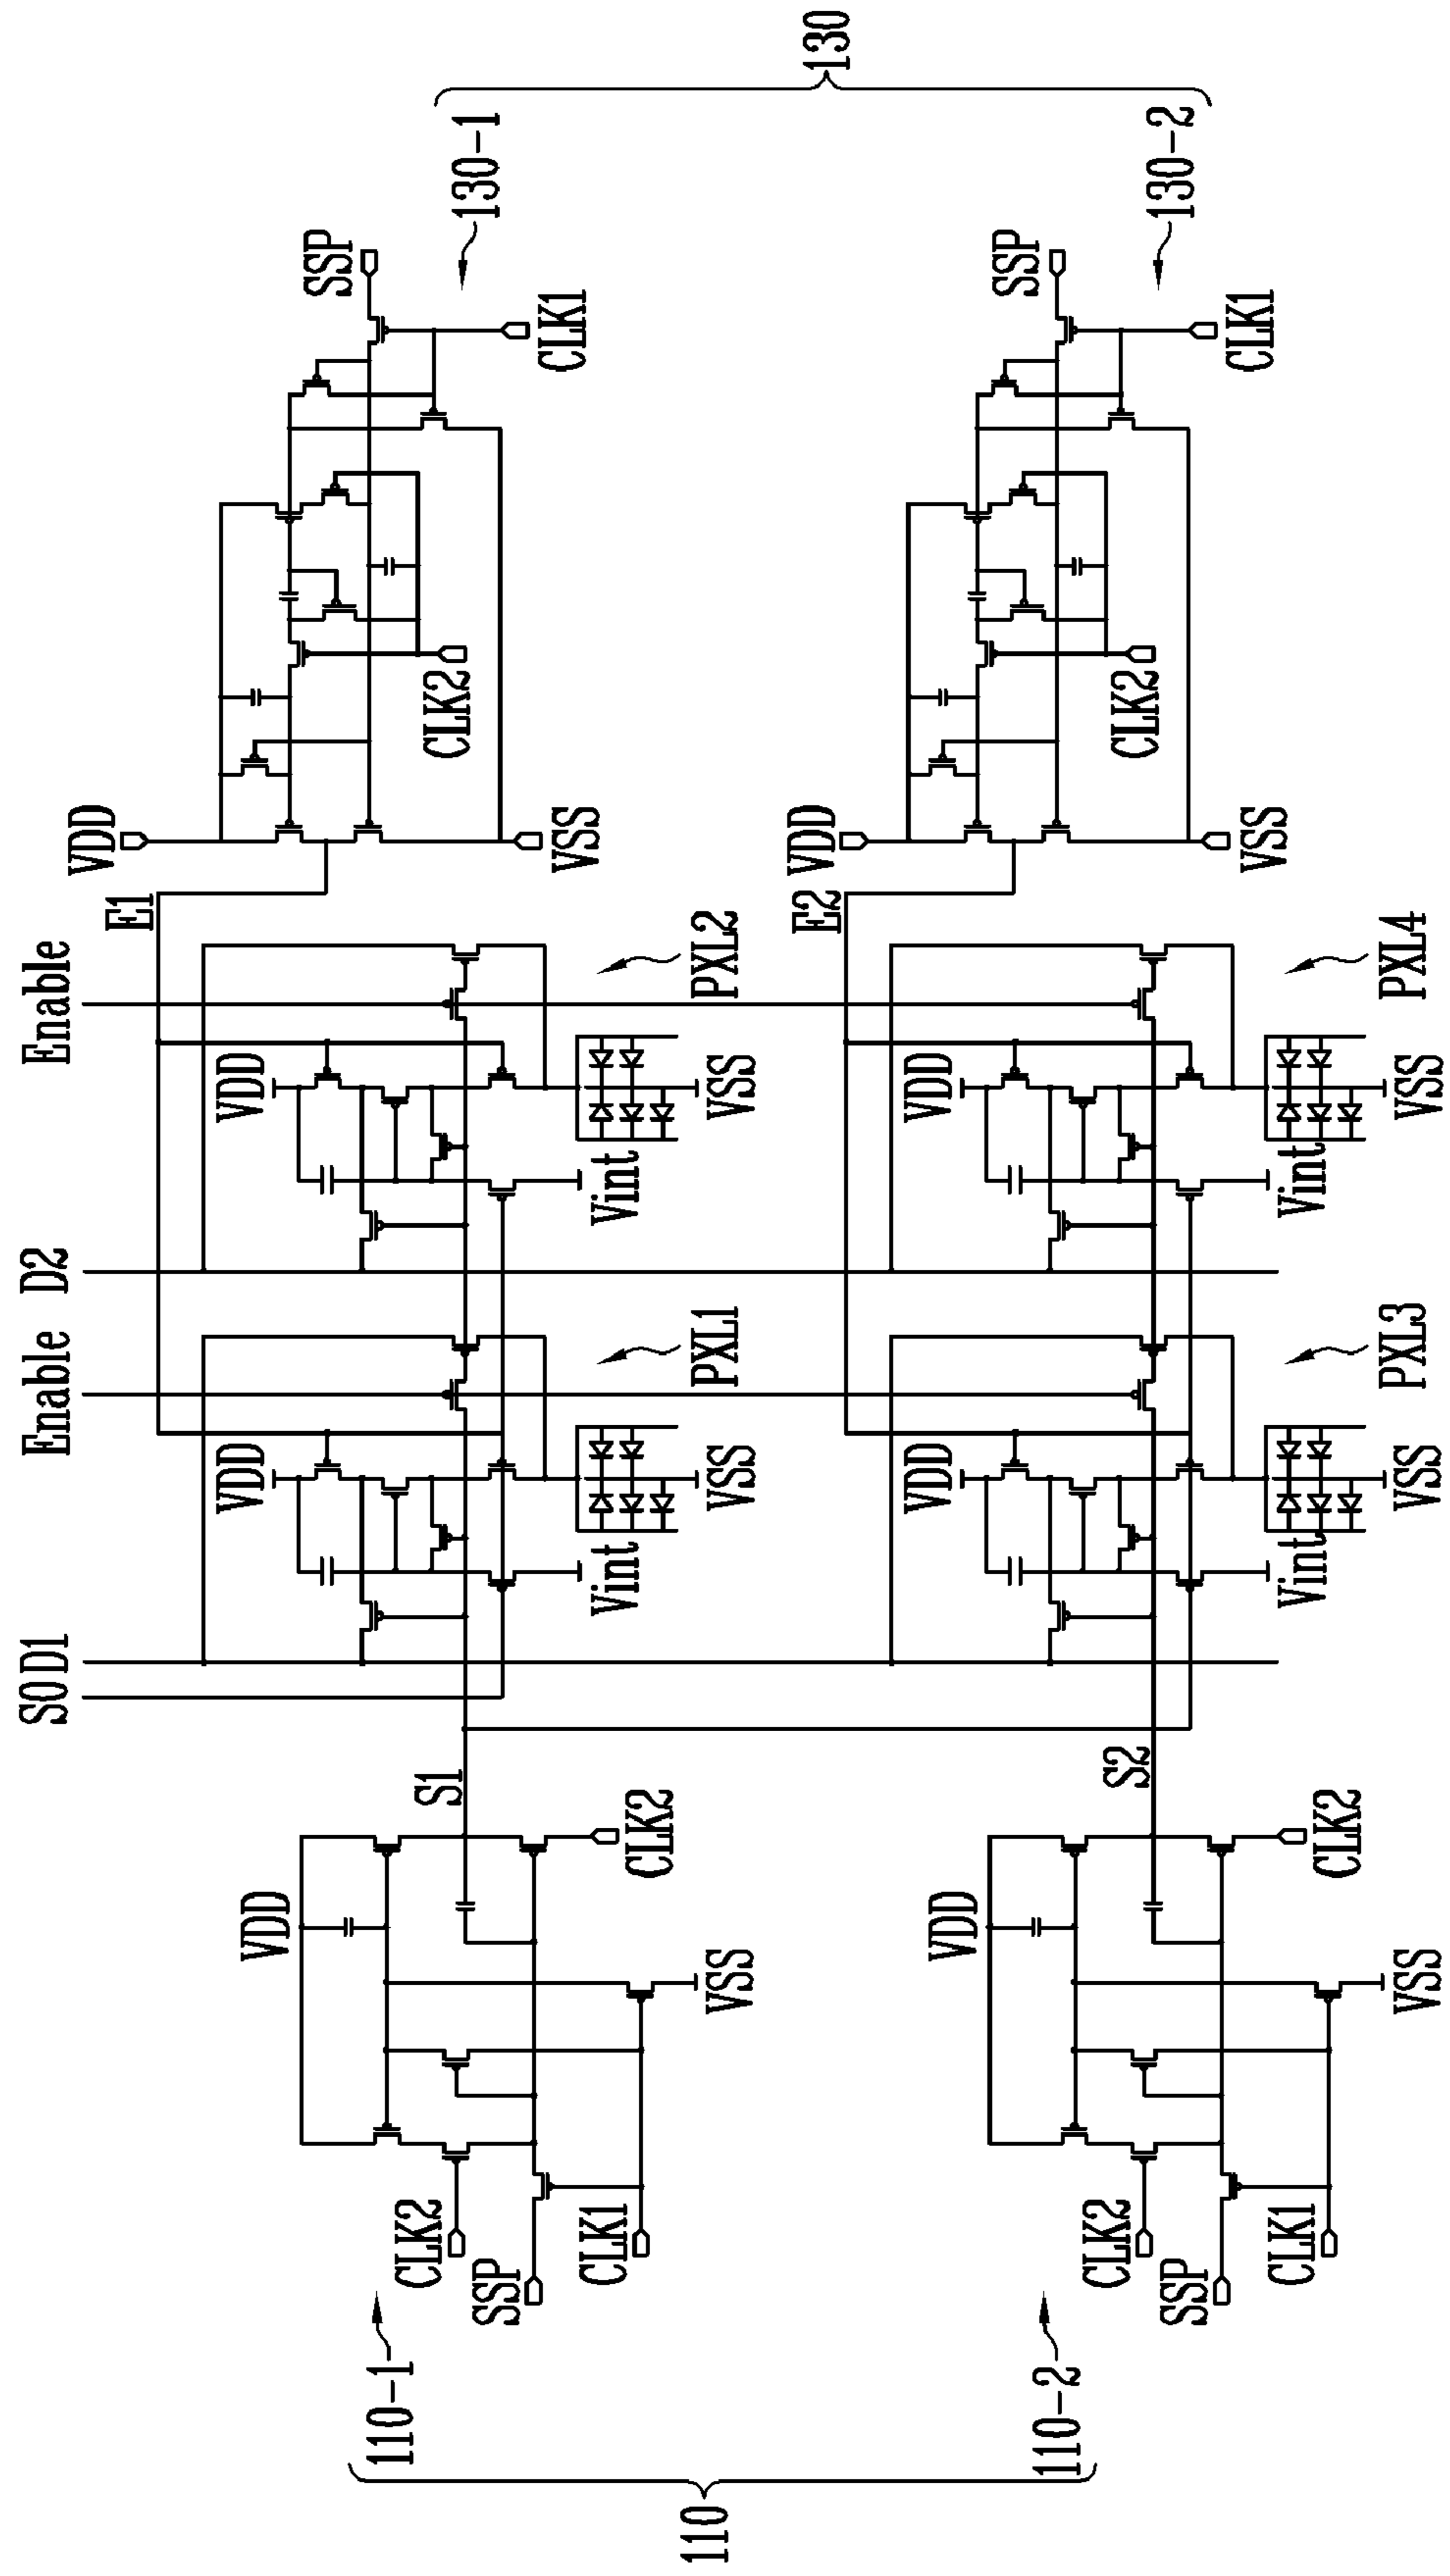 110
110-1
110-2
CLK2
SSP
CLK1
VDD
VSS
CLK2
S1
CLK2
SSP
CLK1
VDD
VSS
CLK2
S2
S0
D1
Enable
D2
Enable
VDD
Vint
VSS
PXL1
VDD
Vint
VSS
PXL2
VDD
Vint
VSS
PXL3
VDD
Vint
VSS
PXL4
E1
VDD
VSS
CLK2
CLK1
SSP
130-1
E2
VDD
VSS
CLK2
CLK1
SSP
130-2
130